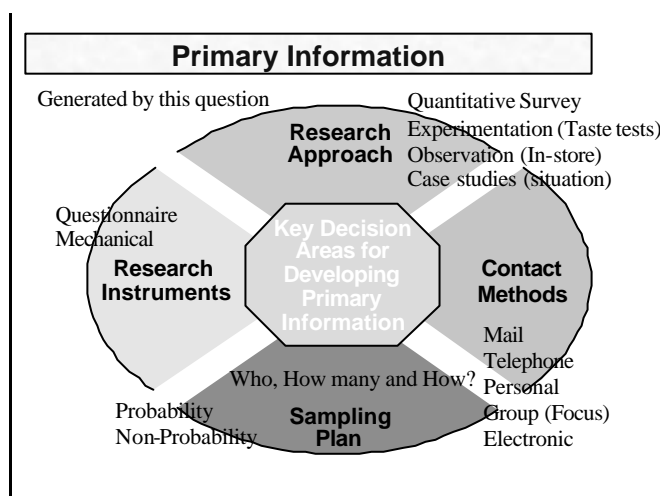 Primary Information
Generated by this question
Research
Approach
Quantitative Survey
Experimentation (Taste tests)
Observation (In-store)
Case studies (situation)
Questionnaire
Mechanical
Research
Instruments
Key Decision
Areas for
Developing
Primary
Information
Contact
Methods
Mail
Telephone
Personal
Group (Focus)
Electronic
Who, How many and How?
Sampling
Plan
Probability
Non-Probability